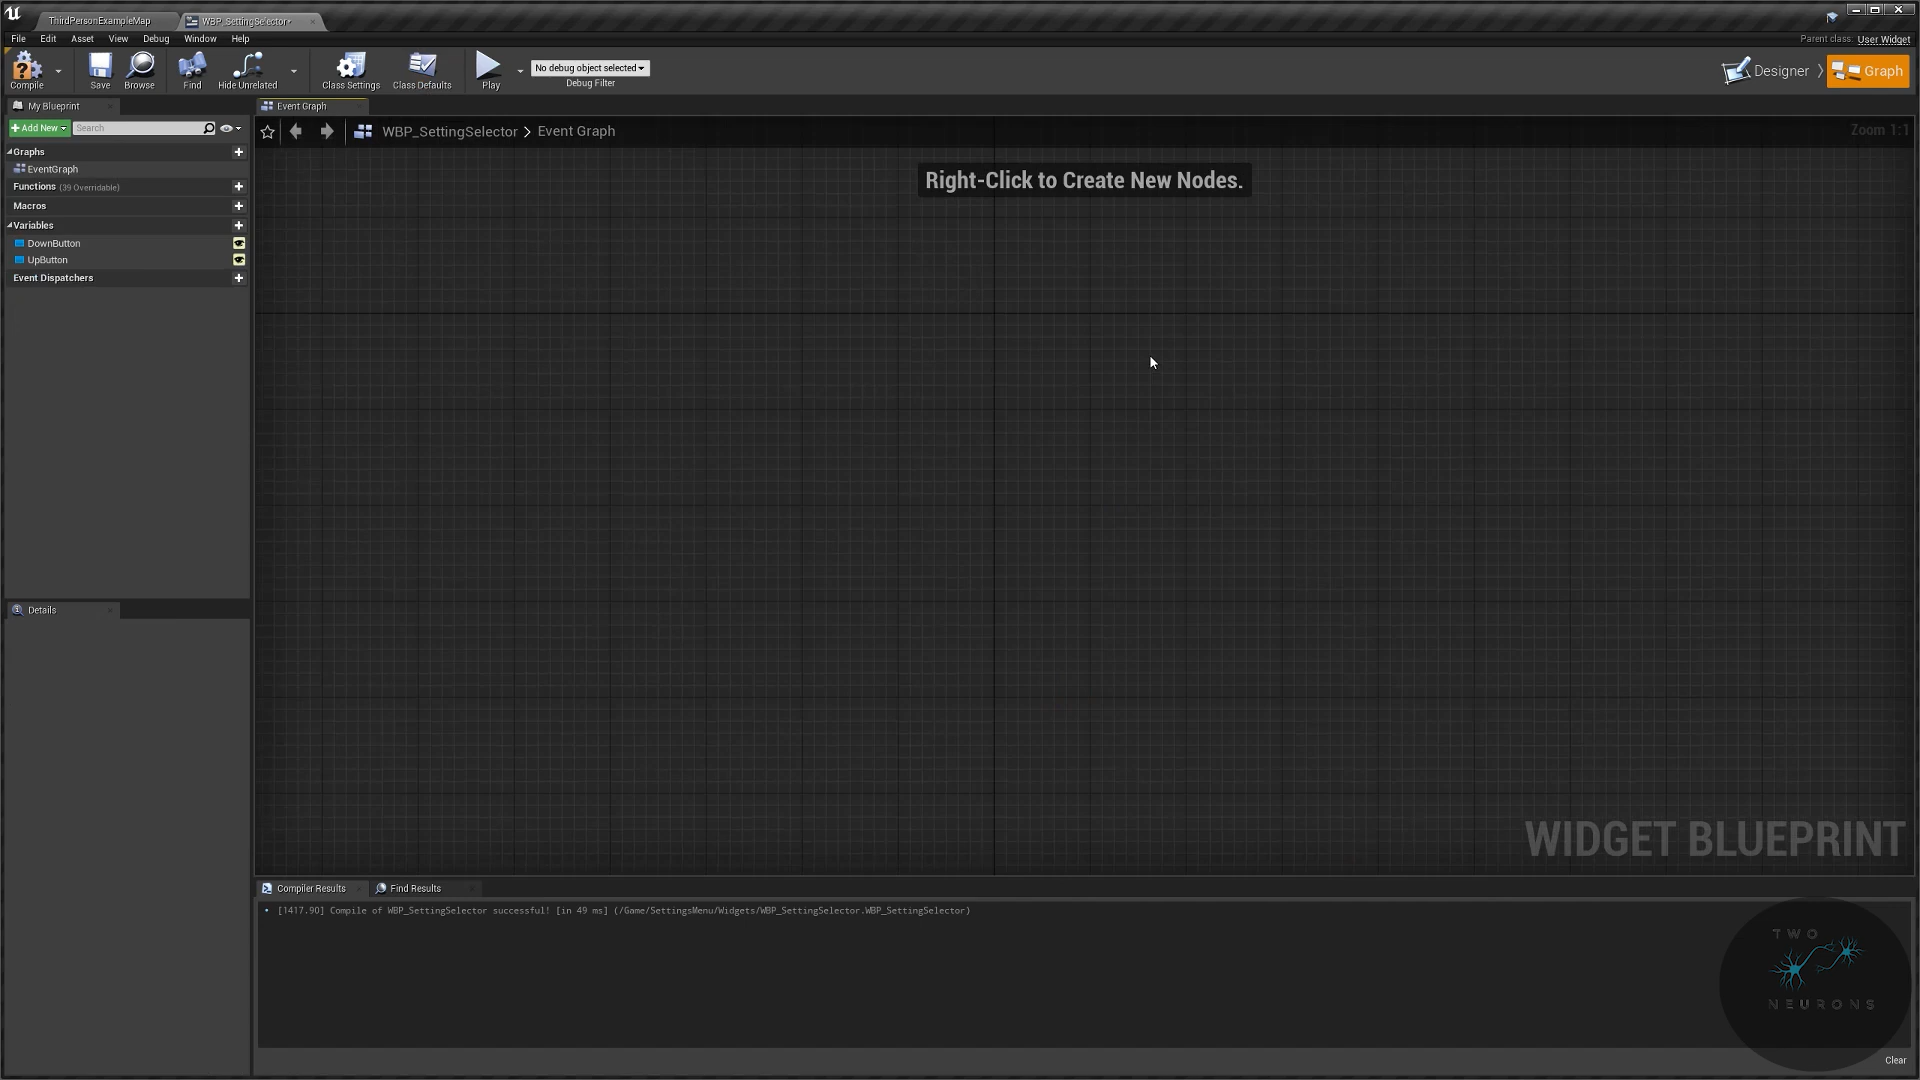 ThirdPersonExampleMap
WBP_SettingSelector*
File Edit Asset View Debug Window Help
Parent class: User Widget
Compile
Save
Browse
Find
Hide Unrelated
Class Settings
Class Defaults
Play
No debug object selected
Debug Filter
Designer
Graph
My Blueprint
Event Graph
Add New
Search
WBP_SettingSelector > Event Graph
Zoom 1:1
Graphs
EventGraph
Functions (39 Overridable)
Macros
Variables
DownButton
UpButton
Event Dispatchers
Right-Click to Create New Nodes.
Details
WIDGET BLUEPRINT
Compiler Results
Find Results
[1417.90] Compile of WBP_SettingSelector successful! [in 49 ms] (/Game/SettingsMenu/Widgets/WBP_SettingSelector.WBP_SettingSelector)
TWO
NEURONS
Clear